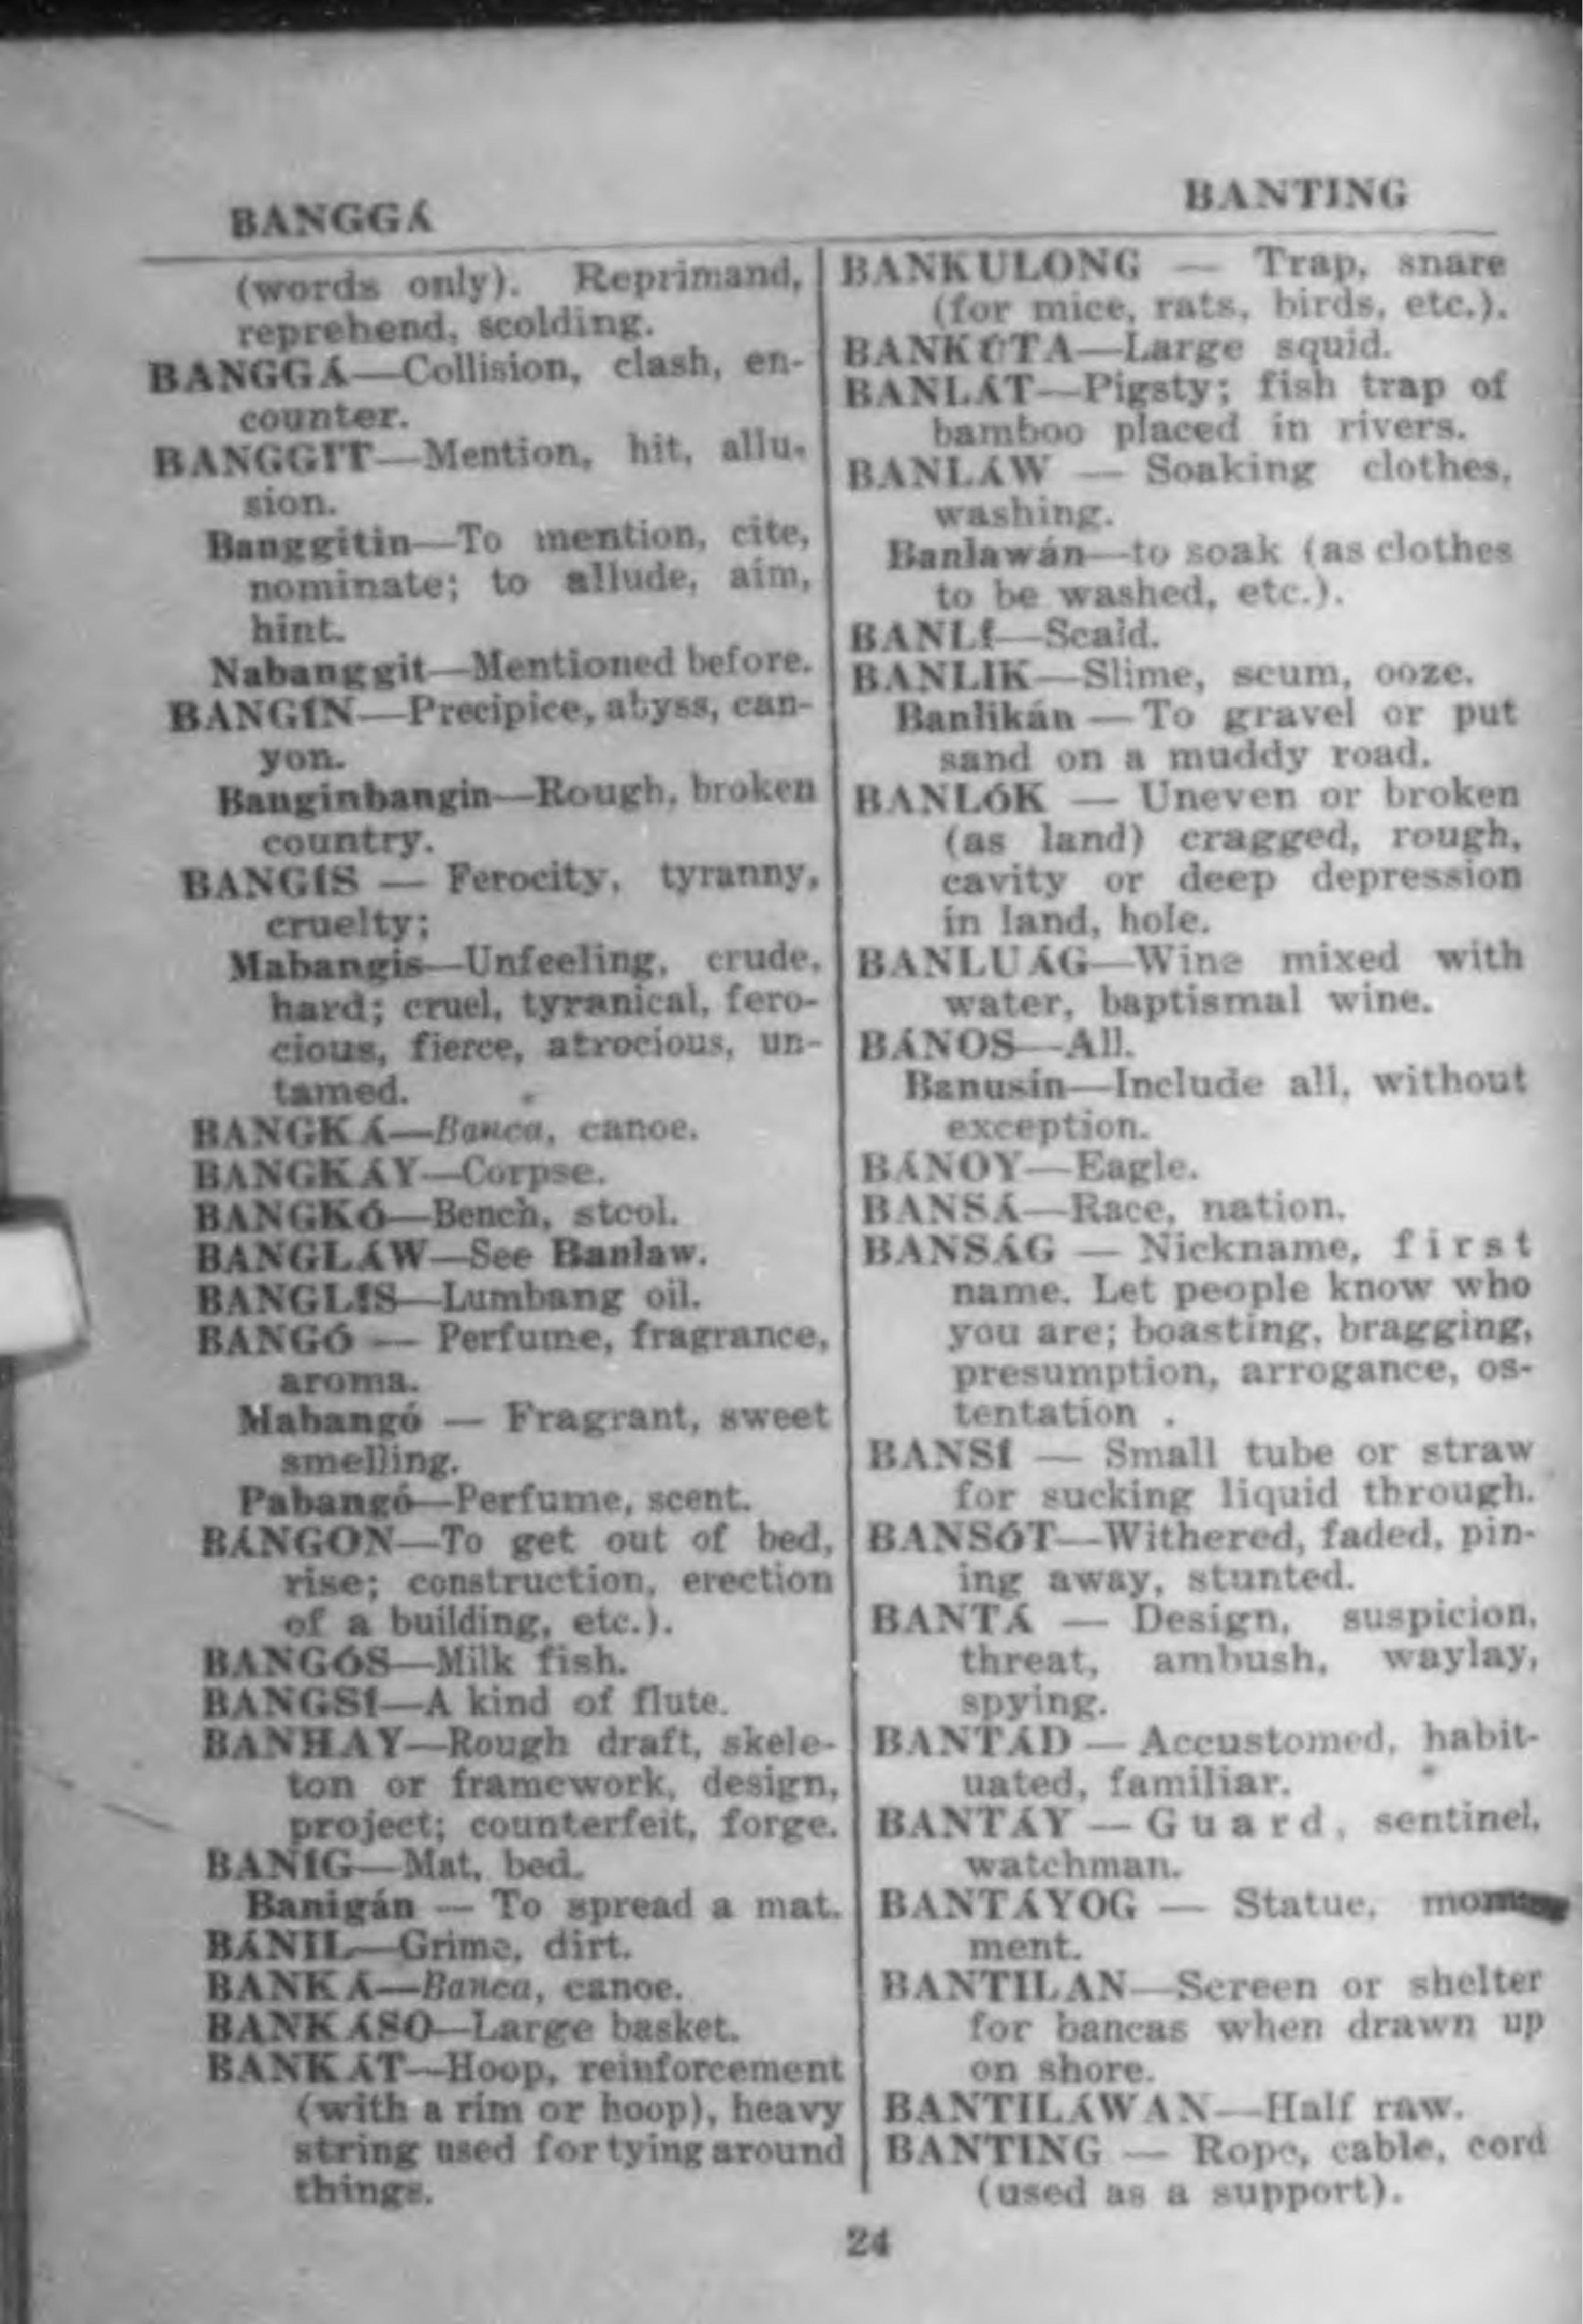 BANGGÁ
BANTING
(words only). Reprimand,
reprehend, scolding.
BANGGÁ—Collision, clash, en-
counter.
BANGGIT—Mention, hit, allu-
sion.
Banggitin—To mention, cite,
nominate; to allude, aim,
hint.
Nabanggit—Mentioned before.
BANGÍN—Precipice, abyss, can-
yon.
Banginbangin—Rough, broken
country.
BANGÍS — Ferocity, tyranny,
cruelty;
Mabangis—Unfeeling, crude,
hard; cruel, tyranical, fero-
cious, fierce, atrocious, un-
tamed.
BANGKÁ—Banca, canoe.
BANGKÁY—Corpse.
BANGKÓ—Bench, stool.
BANGLÁW—See Banlaw.
BANGLÍS—Lumbang oil.
BANGÓ — Perfume, fragrance,
aroma.
Mabangó — Fragrant, sweet
smelling.
Pabangó—Perfume, scent.
BÁNGON—To get out of bed,
rise; construction, erection
of a building, etc.).
BANGÓS—Milk fish.
BANGSÍ—A kind of flute.
BANHAY—Rough draft, skele-
ton or framework, design,
project; counterfeit, forge.
BANÍG—Mat, bed.
Banigán — To spread a mat.
BÁNIL—Grime, dirt.
BANKÁ—Banca, canoe.
BANKÁSO—Large basket.
BANKÁT—Hoop, reinforcement
(with a rim or hoop), heavy
string used for tying around
things.
BANKULONG — Trap, snare
(for mice, rats, birds, etc.).
BANKÚTA—Large squid.
BANLÁT—Pigsty; fish trap of
bamboo placed in rivers.
BANLÁW — Soaking clothes,
washing.
Banlawán—to soak (as clothes
to be washed, etc.).
BANLÍ—Scald.
BANLIK—Slime, scum, ooze.
Banlikán — To gravel or put
sand on a muddy road.
BANLÓK — Uneven or broken
(as land) cragged, rough,
cavity or deep depression
in land, hole.
BANLUÁG—Wine mixed with
water, baptismal wine.
BÁNOS—All.
Banusín—Include all, without
exception.
BÁNOY—Eagle.
BANSÁ—Race, nation.
BANSÁG — Nickname, first
name. Let people know who
you are; boasting, bragging,
presumption, arrogance, os-
tentation .
BANSÍ — Small tube or straw
for sucking liquid through.
BANSÓT—Withered, faded, pin-
ing away, stunted.
BANTÁ — Design, suspicion,
threat, ambush, waylay,
spying.
BANTÁD — Accustomed, habit-
uated, familiar.
BANTÁY — Guard, sentinel,
watchman.
BANTÁYOG — Statue,
ment.
BANTILAN—Screen or shelter
for bancas when drawn up
on shore.
BANTILÁWAN—Half raw.
BANTING — Rope, cable, cord
(used as a support).
24